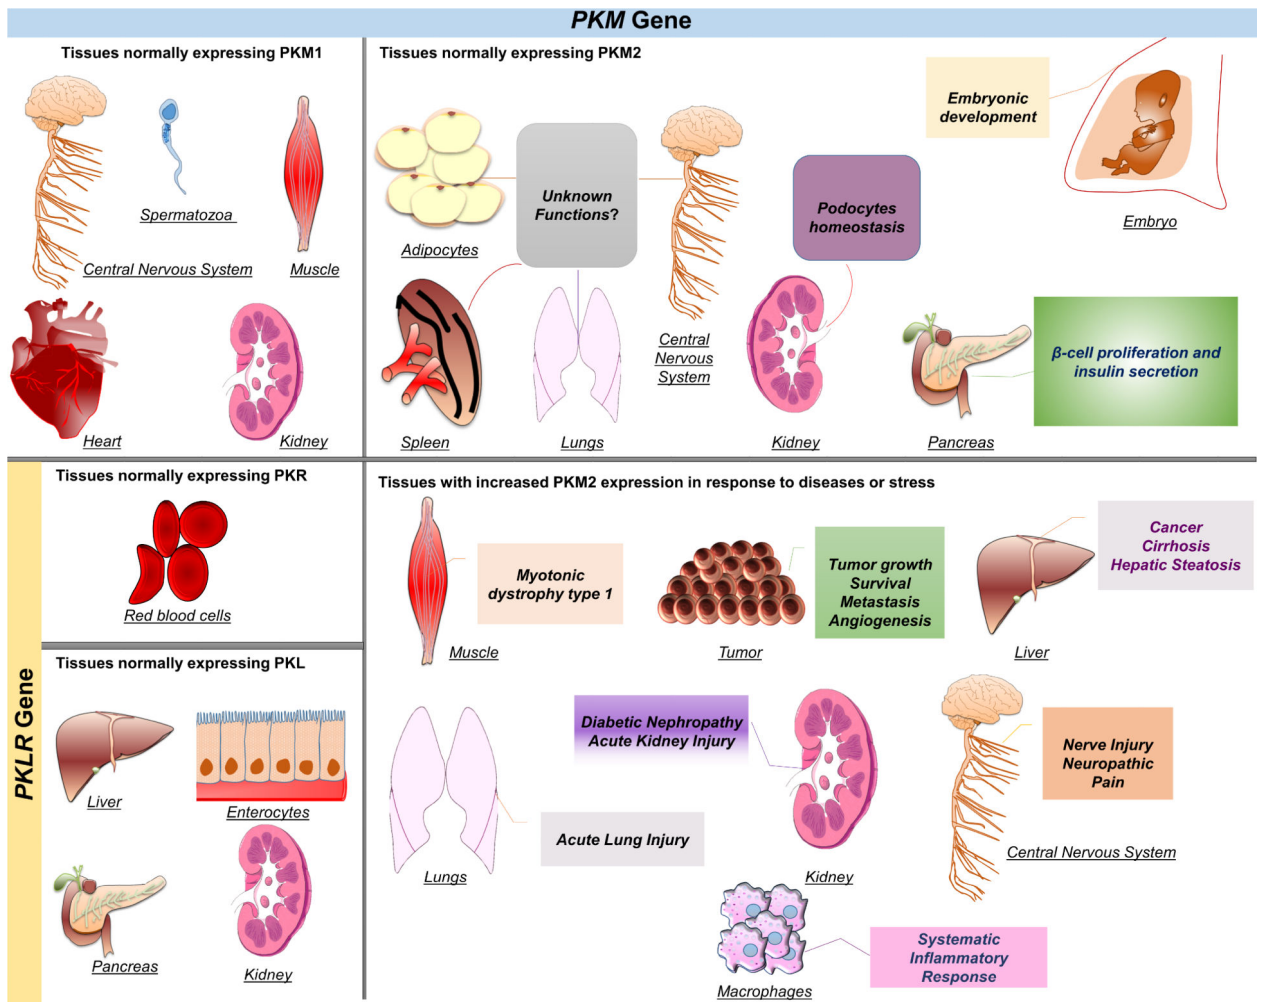 PKM Gene
Tissues normally expressing PKM1
Spermatozoa
Central Nervous System
Muscle
Heart
Kidney
Tissues normally expressing PKM2
Adipocytes
Unknown
Functions?
Central
Nervous
System
Podocytes
homeostasis
Embryonic
development
Embryo
Spleen
Lungs
Kidney
Pancreas
β-cell proliferation and
insulin secretion
PKLR Gene
Tissues normally expressing PKR
Red blood cells
Tissues normally expressing PKL
Liver
Enterocytes
Pancreas
Kidney
Tissues with increased PKM2 expression in response to diseases or stress
Muscle
Myotonic
dystrophy type 1
Tumor
Tumor growth
Survival
Metastasis
Angiogenesis
Liver
Cancer
Cirrhosis
Hepatic Steatosis
Lungs
Acute Lung Injury
Diabetic Nephropathy
Acute Kidney Injury
Kidney
Nerve Injury
Neuropathic
Pain
Central Nervous System
Macrophages
Systematic
Inflammatory
Response